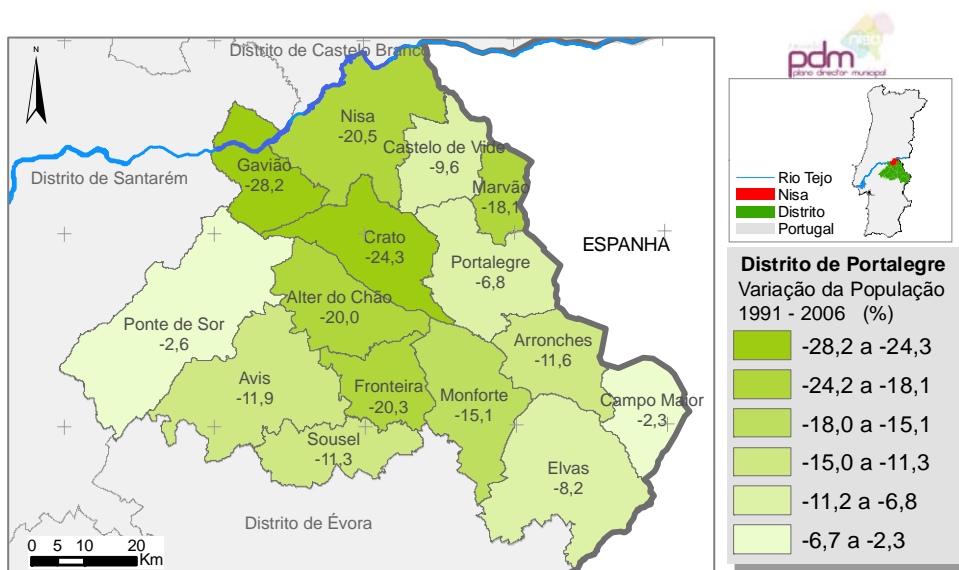 N
Distrito de Castelo Branco
Nisa
-20,5
Castelo de Vide
-9,6
Gavião
-28,2
Marvão
-18,1
Distrito de Santarém
Crato
-24,3
ESPANHA
Portalegre
-6,8
Alter do Chão
-20,0
Ponte de Sor
-2,6
Arronches
-11,6
Avis
-11,9
Fronteira
-20,3
Monforte
-15,1
Campo Maior
-2,3
Sousel
-11,3
Elvas
-8,2
Distrito de Évora
0 5 10 20
Km
nisa
pdm
plano director municipal
Rio Tejo
Nisa
Distrito
Portugal
Distrito de Portalegre
Variação da População
1991 - 2006 (%)
-28,2 a -24,3
-24,2 a -18,1
-18,0 a -15,1
-15,0 a -11,3
-11,2 a -6,8
-6,7 a -2,3